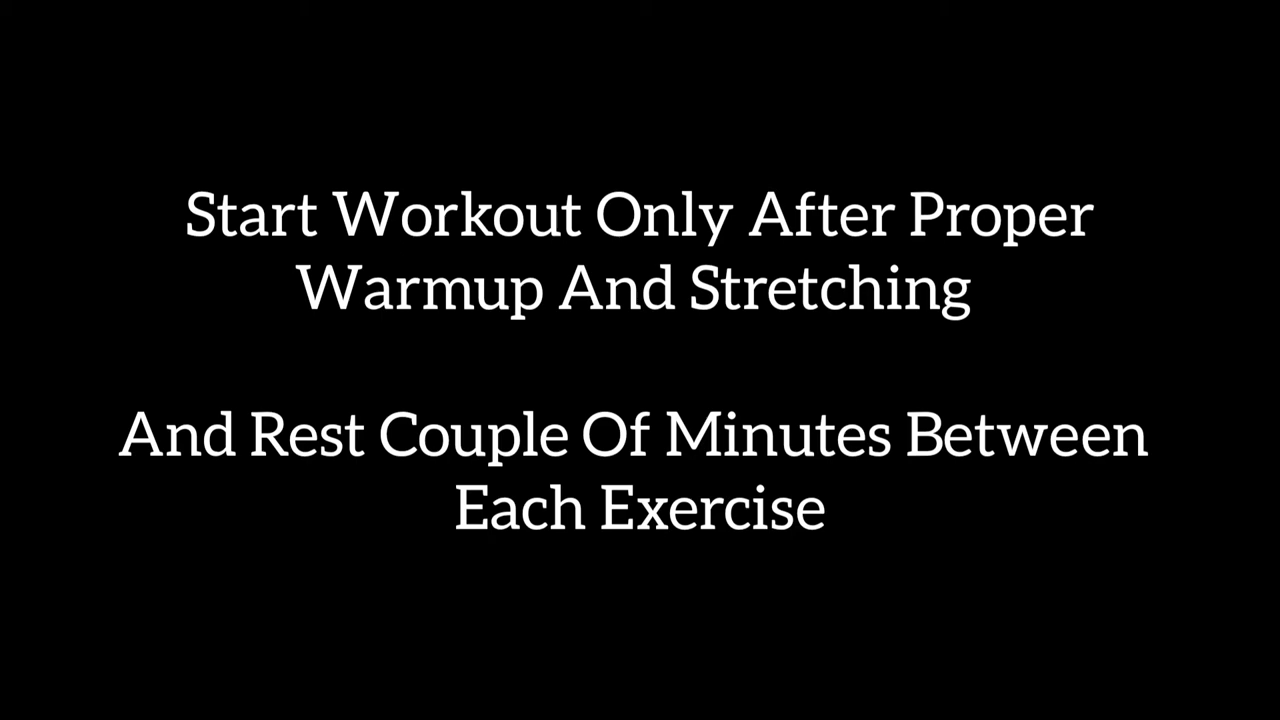 Start Workout Only After Proper
Warmup And Stretching
And Rest Couple Of Minutes Between
Each Exercise